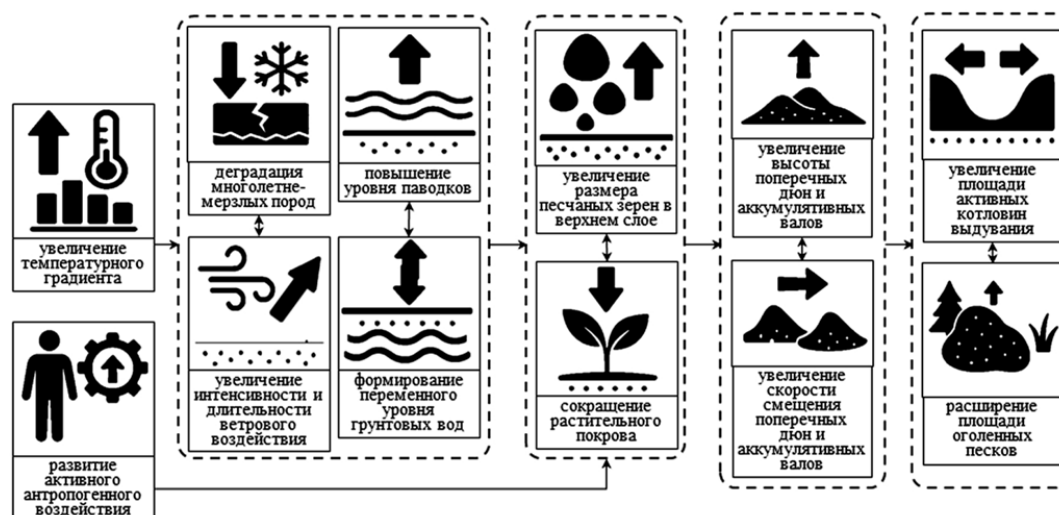 увеличение
температурного
градиента
развитие
активного
антропогенного
воздействия
деградация
многолетне-
мерзлых пород
повышение
уровня паводков
увеличение
интенсивности и
длительности
ветрового
воздействия
формирование
переменного
уровня
грунтовых вод
увеличение
размера
песчаных зерен в
верхнем слое
сокращение
растительного
покрова
увеличение
высоты
поперечных
дюн и
аккумулятивных
валов
увеличение
скорости
смещения
поперечных
дюн и
аккумулятивных
валов
увеличение
площади
активных
котловин
выдувания
расширение
площади
оголенных
песков